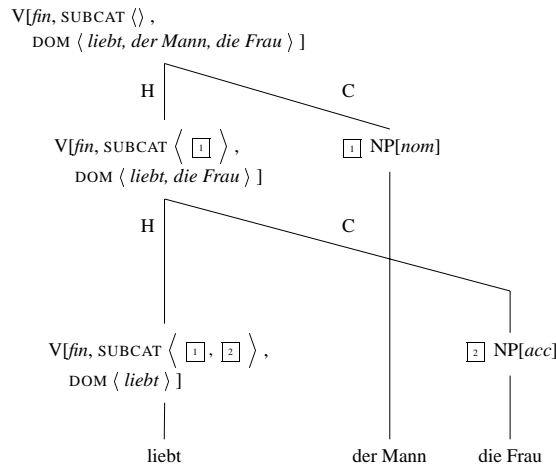 V[fin, SUBCAT ⟨⟩ ,
DOM ⟨ liebt, der Mann, die Frau ⟩ ]
H C
V[fin, SUBCAT ⟨ 1 ⟩ , 1 NP[nom]
DOM ⟨ liebt, die Frau ⟩ ]
H C
V[fin, SUBCAT ⟨ 1 , 2 ⟩ , 2 NP[acc]
DOM ⟨ liebt ⟩ ]
liebt der Mann die Frau